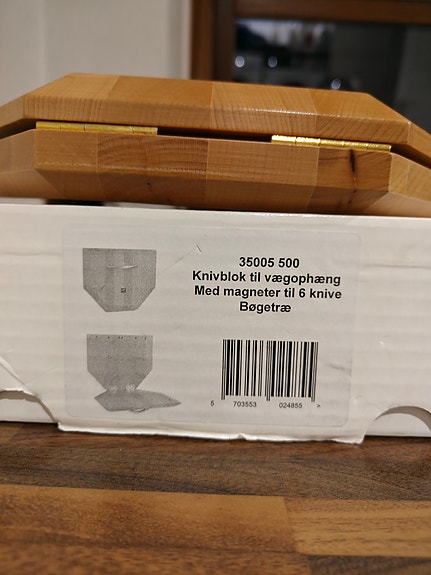 35005 500
Knivblok til vægophæng
Med magneter til 6 knive
Bøgetræ
5 703553 024855 >